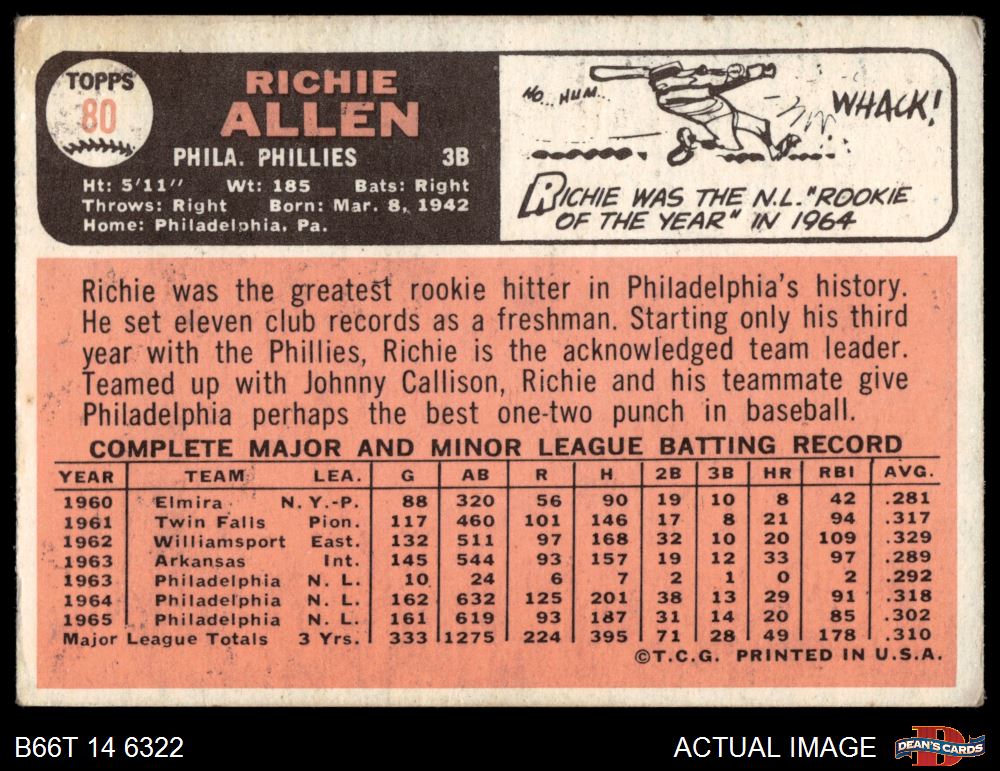 TOPPS
80
RICHIE
ALLEN
PHILA. PHILLIES 3B
Ht: 5'11" Wt: 185 Bats: Right
Throws: Right Born: Mar. 8, 1942
Home: Philadelphia, Pa.
HO.. HUM...
WHACK!
RICHIE WAS THE N.L. "ROOKIE
OF THE YEAR" IN 1964
Richie was the greatest rookie hitter in Philadelphia's history.
He set eleven club records as a freshman. Starting only his third
year with the Phillies, Richie is the acknowledged team leader.
Teamed up with Johnny Callison, Richie and his teammate give
Philadelphia perhaps the best one-two punch in baseball.
COMPLETE MAJOR AND MINOR LEAGUE BATTING RECORD
YEAR TEAM LEA. G AB R H 2B 3B HR RBI AVG.
1960 Elmira N.Y.-P. 88 320 56 90 19 10 8 42 .281
1961 Twin Falls Pion. 117 460 101 146 17 8 21 94 .317
1962 Williamsport East. 132 511 97 168 32 10 20 109 .329
1963 Arkansas Int. 145 544 93 157 19 12 33 97 .289
1963 Philadelphia N. L. 10 24 6 7 2 1 0 2 .292
1964 Philadelphia N. L. 162 632 125 201 38 13 29 91 .318
1965 Philadelphia N. L. 161 619 93 187 31 14 20 85 .302
Major League Totals 3 Yrs. 333 1275 224 395 71 28 49 178 .310
©T.C.G. PRINTED IN U.S.A.
B66T 14 6322
ACTUAL IMAGE
DEAN'S CARDS